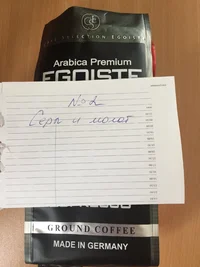 Arabica Premium
EGOISTE
№2
Серп и молот
GROUND COFFEE
MADE IN GERMANY